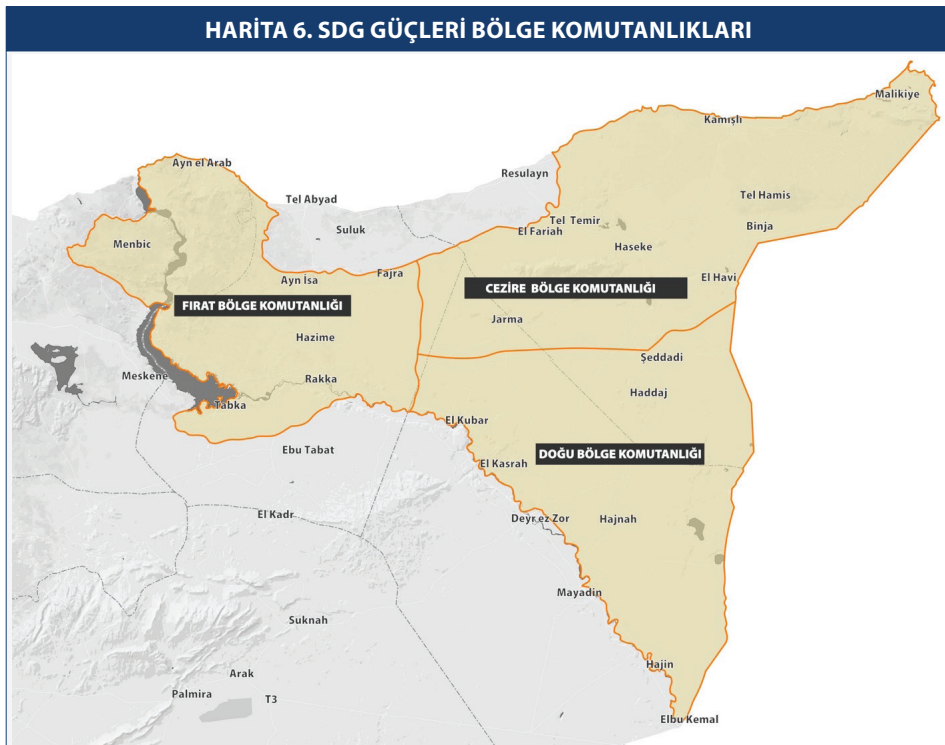 HARİTA 6. SDG GÜÇLERİ BÖLGE KOMUTANLIKLARI
Malikiye
Kamışlı
Ayn el Arab
Resulayn
Tel Abyad
Tel Hamis
Suluk
Tel Temir
El Fariah
Binja
Menbic
Haseke
Ayn İsa
Fajra
El Havi
CEZİRE BÖLGE KOMUTANLIĞI
FIRAT BÖLGE KOMUTANLIĞI
Jarma
Hazime
Şeddadi
Meskene
Rakka
Haddaj
Tabka
El Kubar
Ebu Tabat
DOĞU BÖLGE KOMUTANLIĞI
El Kasrah
El Kadr
Deyr ez Zor
Hajnah
Mayadin
Suknah
Hajin
Arak
Palmira
T3
Elbu Kemal